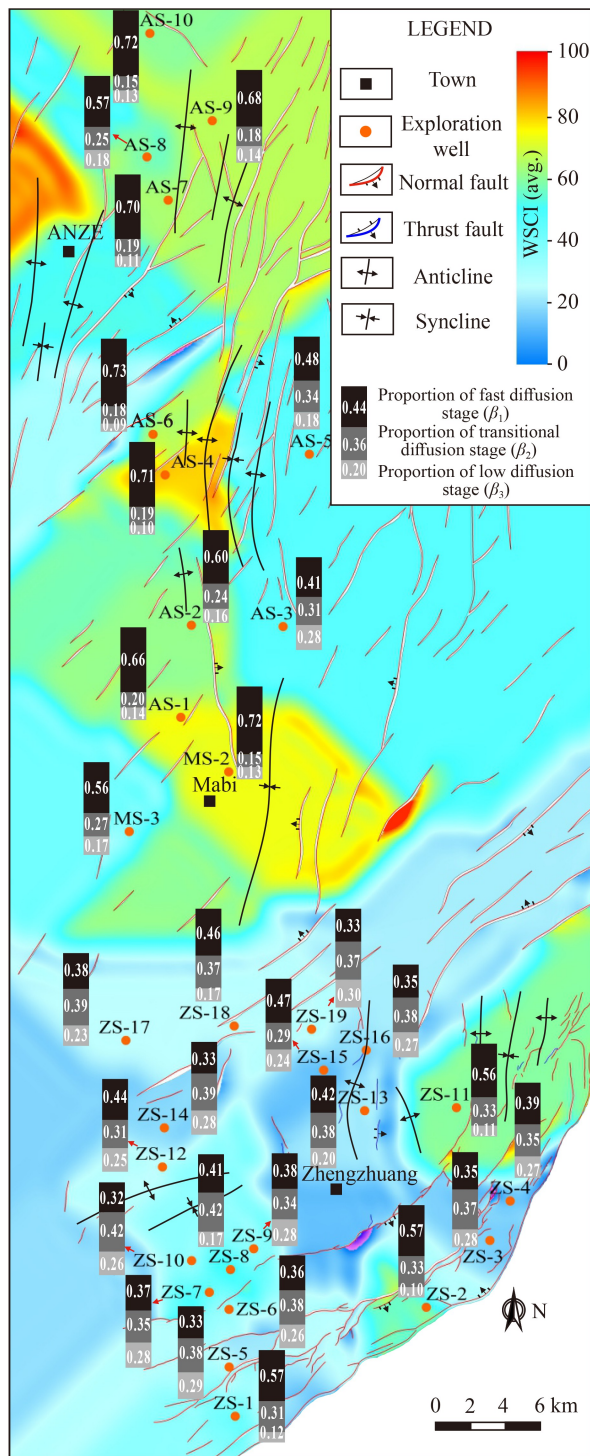 AS-10
0.72
0.15
0.13
0.57
0.25
0.18
AS-8
AS-9
0.68
0.18
0.14
AS-7
0.70
0.19
0.11
ANZE
0.73
0.18
0.09
AS-6
0.48
0.34
0.18
AS-5
AS-4
0.71
0.19
0.10
0.60
0.24
0.16
AS-2
AS-3
0.41
0.31
0.28
0.66
0.20
0.14
AS-1
0.72
0.15
0.13
MS-2
Mabi
0.56
0.27
0.17
MS-3
0.46
0.37
0.17
ZS-18
0.33
0.37
0.30
ZS-19
0.38
0.39
0.23
ZS-17
0.47
0.29
0.24
ZS-15
0.35
0.38
0.27
ZS-16
0.33
0.39
0.28
ZS-14
0.44
0.31
0.25
ZS-12
0.42
0.38
0.20
ZS-13
ZS-11
0.56
0.33
0.11
0.39
0.35
0.27
ZS-4
Zhengzhuang
0.35
0.37
0.28
ZS-3
0.41
0.42
0.17
ZS-8
0.38
0.34
0.28
ZS-9
0.32
0.42
0.26
ZS-10
0.57
0.33
0.10
ZS-2
0.37
0.35
0.28
ZS-7
0.36
0.38
0.26
ZS-6
0.33
0.38
0.29
ZS-5
0.57
0.31
0.12
ZS-1
LEGEND
Town
Exploration
well
Normal fault
Thrust fault
Anticline
Syncline
WSCI (avg.)
100
80
60
40
20
0
0.44
Proportion of fast diffusion
stage (β₁)
0.36
Proportion of transitional diffusion stage (β₂)
0.20
Proportion of low diffusion
stage (β₃)
N
0 2 4 6 km